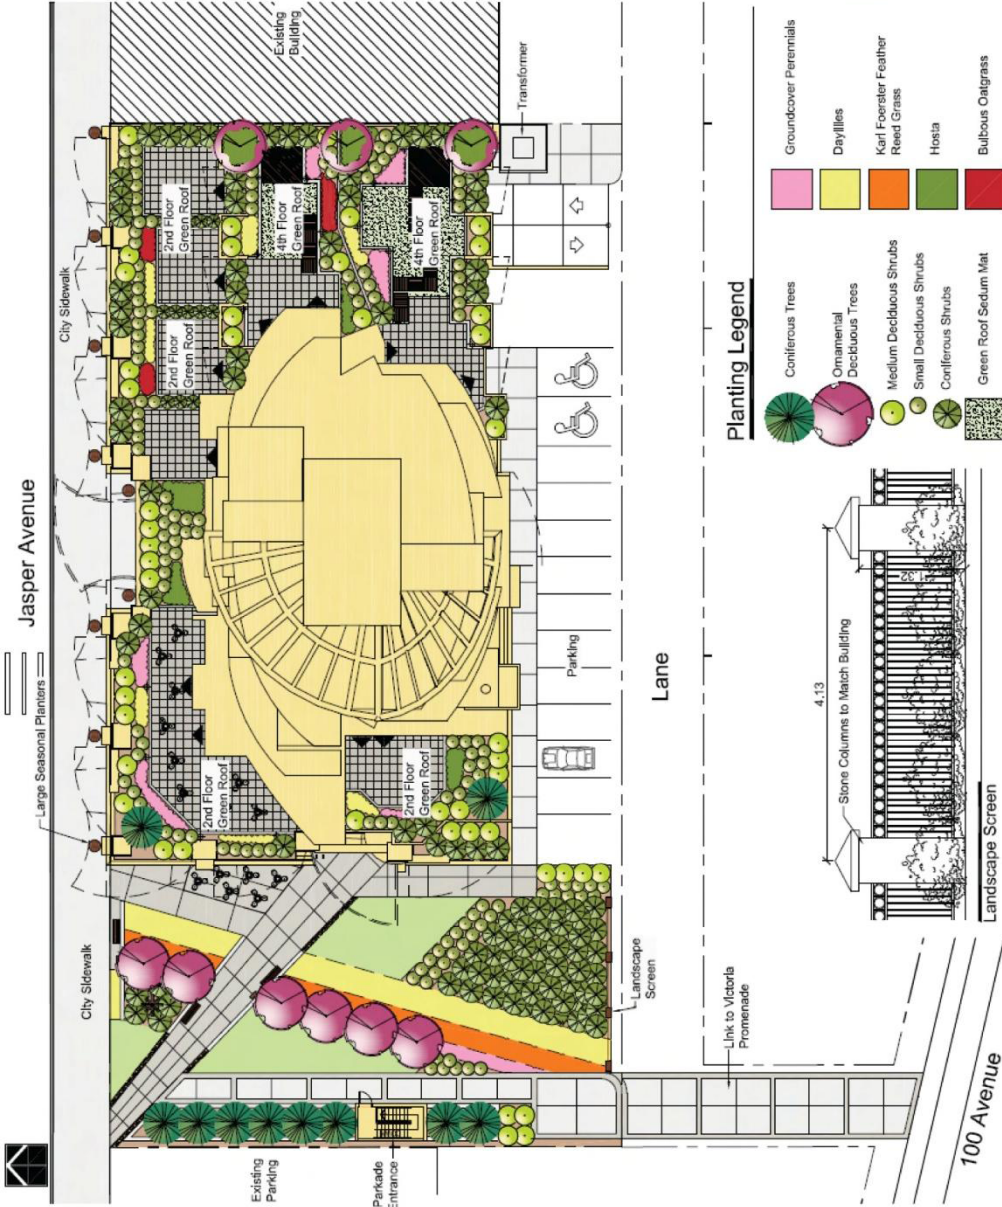 Jasper Avenue
Large Seasonal Planters
City Sidewalk
City Sidewalk
Existing
Building
Transformer
2nd Floor
Green Roof
2nd Floor
Green Roof
4th Floor
Green Roof
4th Floor
Green Roof
2nd Floor
Green Roof
2nd Floor
Green Roof
Parking
Lane
Landscape
Screen
Link to Victoria
Promenade
Existing
Parking
Parkade
Entrance
100 Avenue
Planting Legend
Coniferous Trees
Ornamental
Deciduous Trees
Medium Deciduous Shrubs
Small Deciduous Shrubs
Coniferous Shrubs
Green Roof Sedum Mat
Groundcover Perennials
Daylilies
Karl Foerster Feather
Reed Grass
Hosta
Bulbous Oatgrass
4.13
Stone Columns to Match Building
Landscape Screen